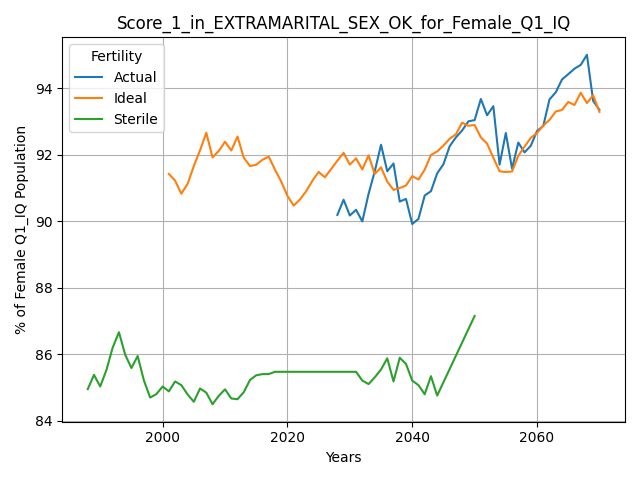 Score_1_in_EXTRAMARITAL_SEX_OK_for_Female_Q1_IQ
Fertility
Actual
Ideal
Sterile
% of Female Q1_IQ Population
94
92
90
88
86
84
2000
2020
2040
2060
Years